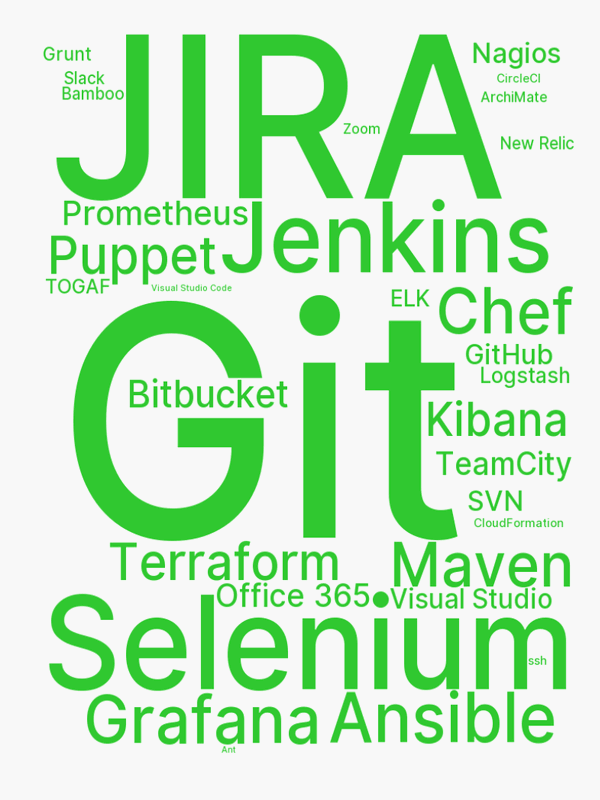 JIRA
Grunt
Nagios
Slack
CircleCI
Bamboo
ArchiMate
Zoom
New Relic
Prometheus
Jenkins
Puppet
TOGAF
Visual Studio Code
ELK
Chef
Git
GitHub
Logstash
Bitbucket
Kibana
TeamCity
SVN
CloudFormation
Terraform
Maven
Office 365
Visual Studio
Selenium
ssh
Grafana
Ansible
Ant